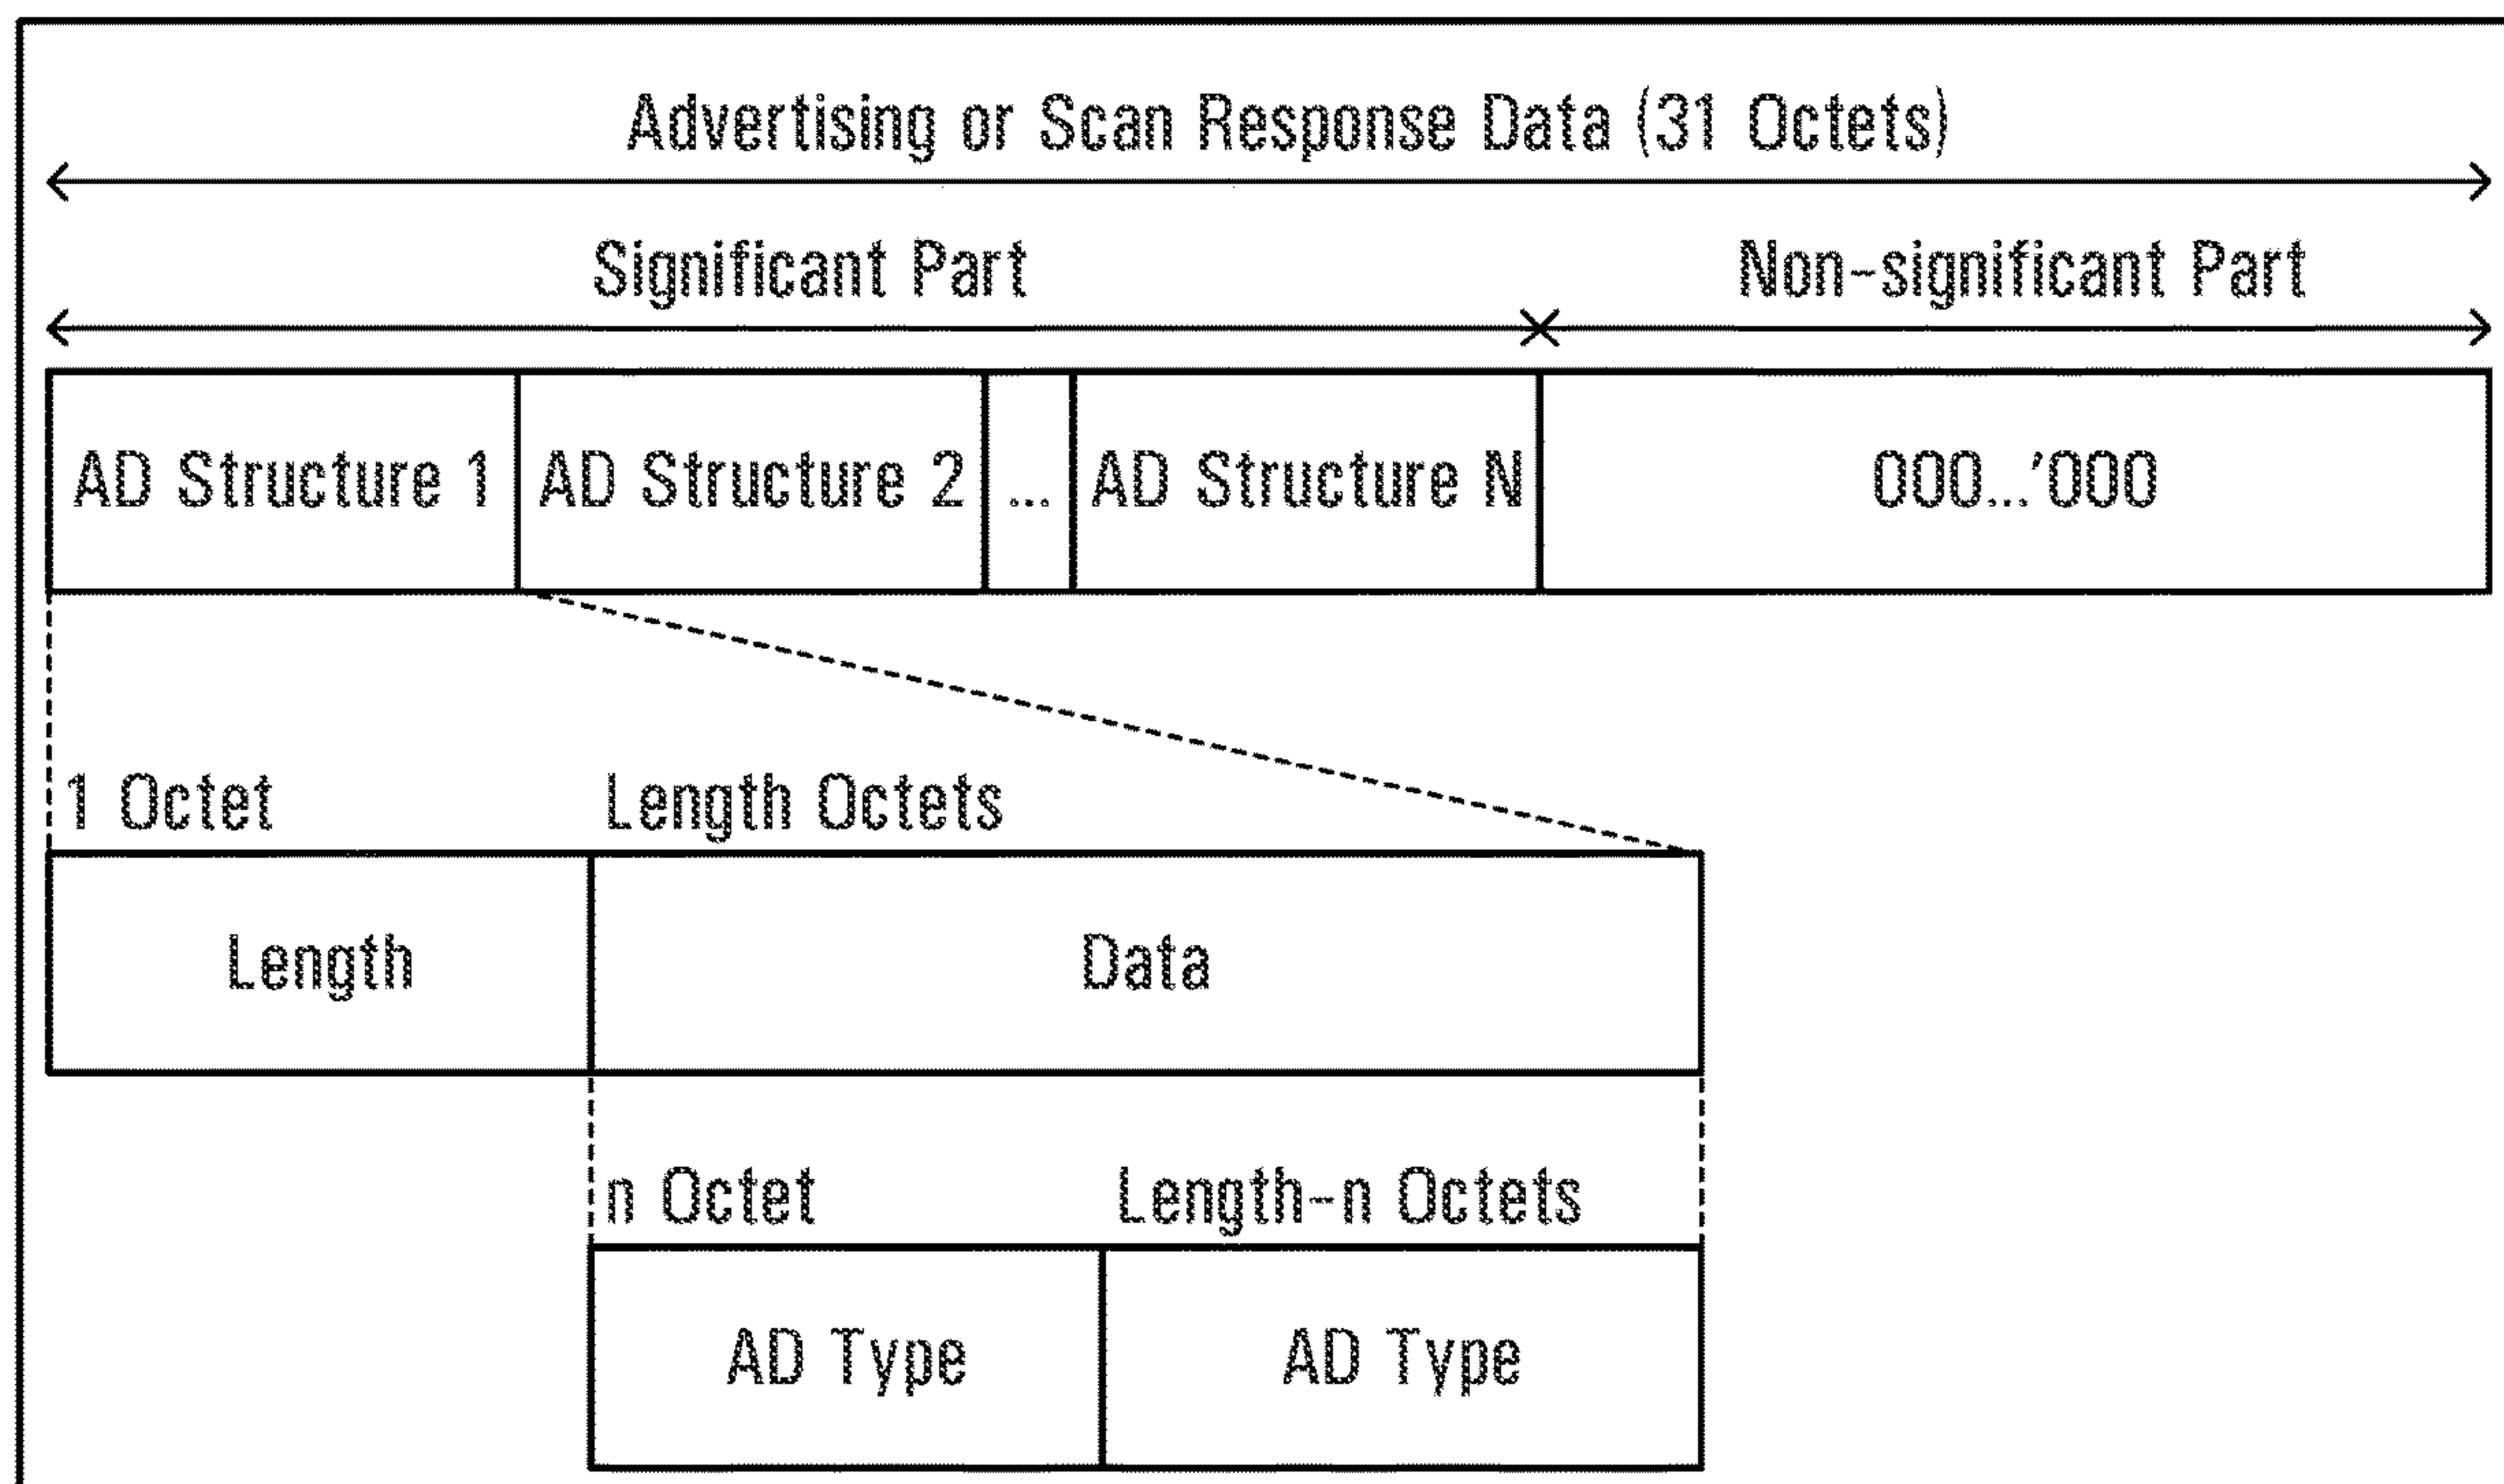 Advertising or Scan Response Data (31 Octets)
Significant Part Non-significant Part
AD Structure 1 AD Structure 2 ... AD Structure N 000...'000
1 Octet Length Octets
Length Data
n Octet Length-n Octets
AD Type AD Type